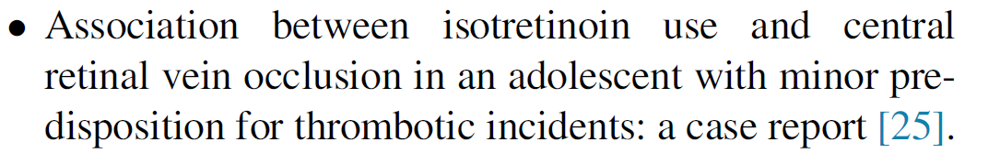 • Association between isotretinoin use and central
retinal vein occlusion in an adolescent with minor pre-
disposition for thrombotic incidents: a case report [25].